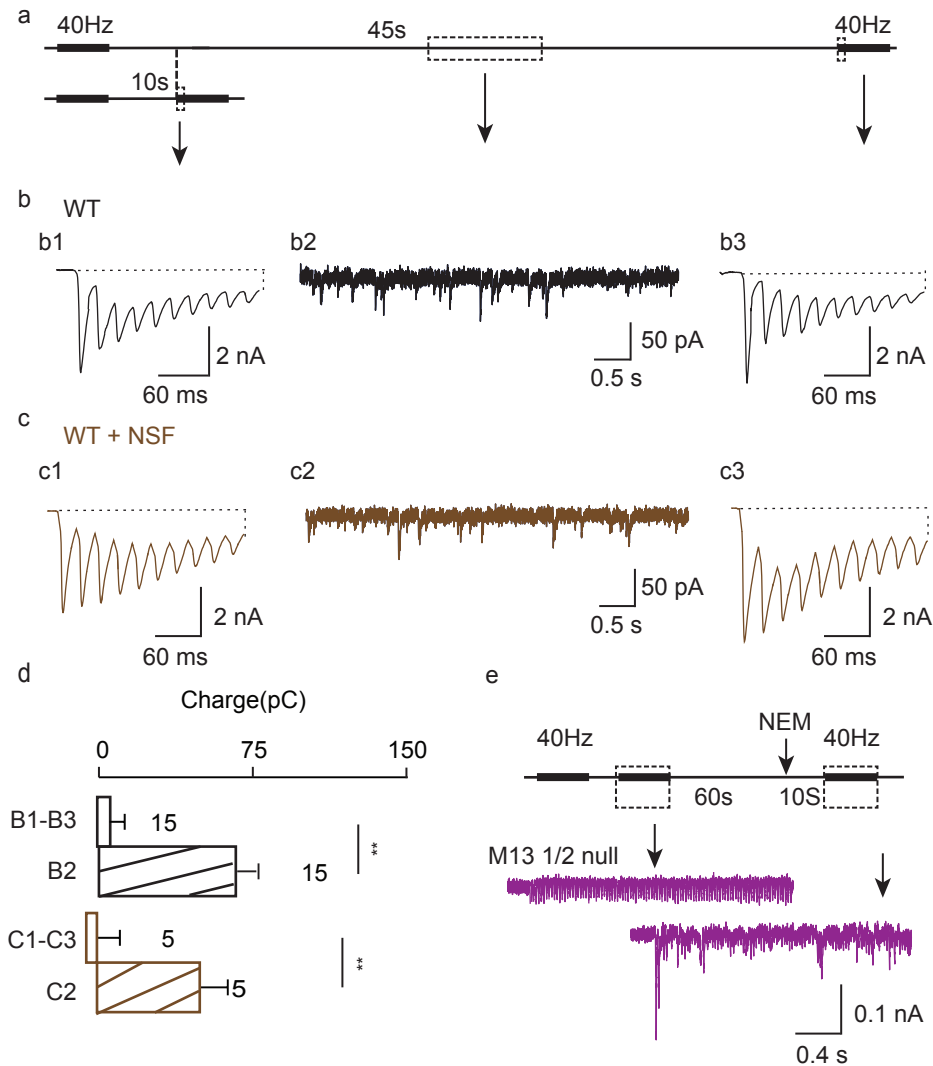 a
40Hz 45s 40Hz
10s
b WT
b1 b2 b3
2 nA 50 pA 2 nA
60 ms 0.5 s 60 ms
c WT + NSF
c1 c2 c3
2 nA 50 pA 2 nA
60 ms 0.5 s 60 ms
d
Charge(pC)
0 75 150
B1-B3 15 **
B2 15
C1-C3 5 **
C2 5
e
NEM
40Hz 40Hz
60s 10S
M13 1/2 null
0.1 nA
0.4 s